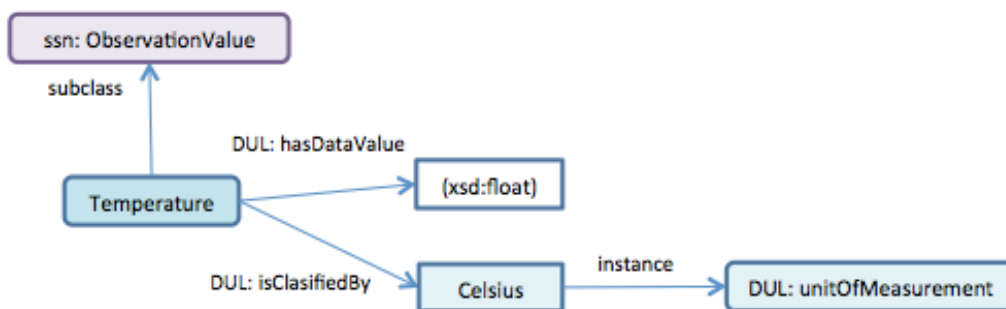 ssn: ObservationValue
subclass
DUL: hasDataValue
(xsd:float)
Temperature
instance
DUL: isClasifiedBy
Celsius
DUL: unitOfMeasurement